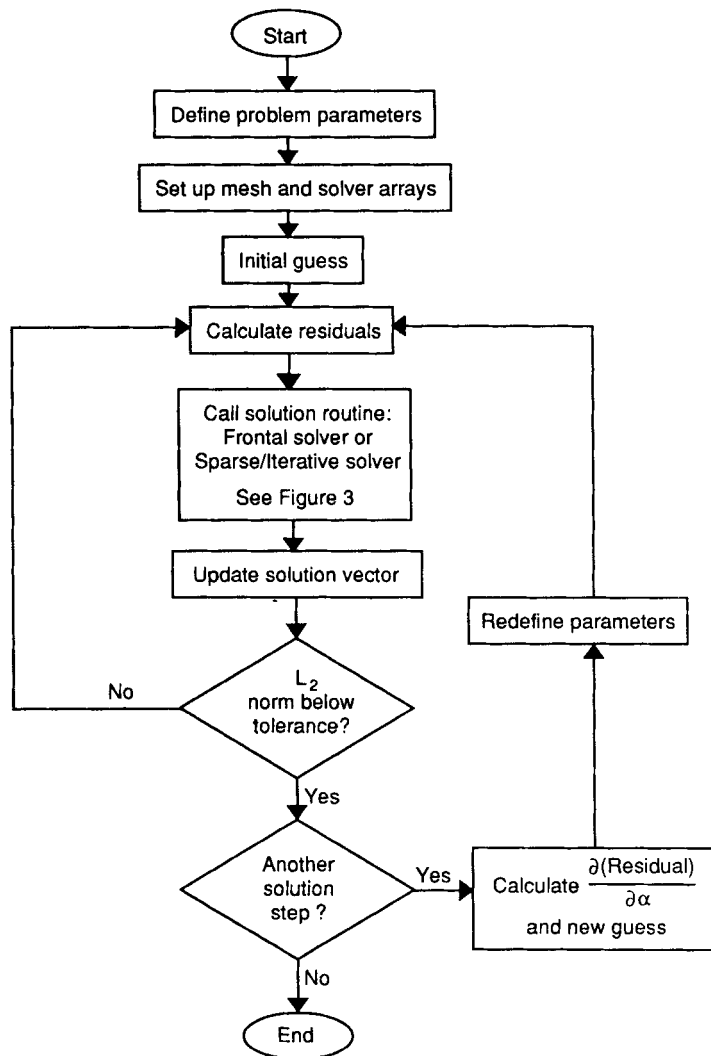 Start
Define problem parameters
Set up mesh and solver arrays
Initial guess
Calculate residuals
Call solution routine:
Frontal solver or
Sparse/Iterative solver
See Figure 3
Update solution vector
Redefine parameters
L₂
norm below
tolerance?
No
Yes
Another
solution
step ?
Yes
Calculate ∂(Residual)
∂α
and new guess
No
End